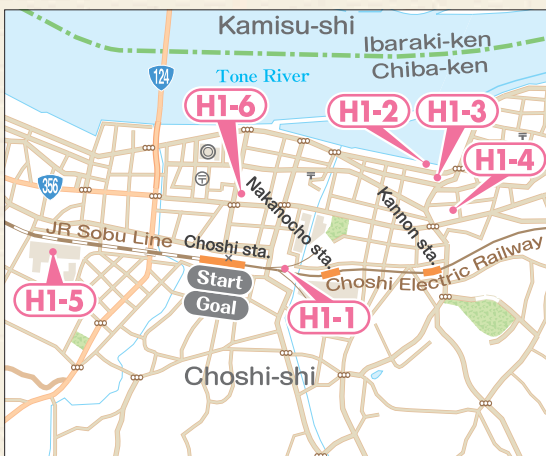 Kamisu-shi
Ibaraki-ken
Chiba-ken
Tone River
124
H1-6
H1-2
H1-3
H1-4
356
Nakanocho sta.
Kannon sta.
JR Sobu Line
Choshi sta.
Choshi Electric Railway
Start
Goal
H1-5
H1-1
Choshi-shi